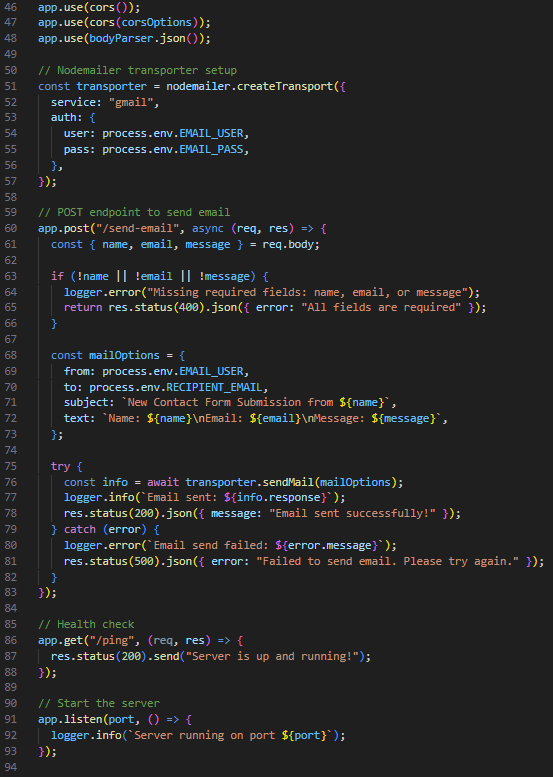 46 app.use(cors());
47 app.use(cors(corsOptions));
48 app.use(bodyParser.json());
49
50 // Nodemailer transporter setup
51 const transporter = nodemailer.createTransport({
52   service: "gmail",
53   auth: {
54     user: process.env.EMAIL_USER,
55     pass: process.env.EMAIL_PASS,
56   },
57 });
58
59 // POST endpoint to send email
60 app.post("/send-email", async (req, res) => {
61   const { name, email, message } = req.body;
62
63   if (!name || !email || !message) {
64     logger.error("Missing required fields: name, email, or message");
65     return res.status(400).json({ error: "All fields are required" });
66   }
67
68   const mailOptions = {
69     from: process.env.EMAIL_USER,
70     to: process.env.RECIPIENT_EMAIL,
71     subject: `New Contact Form Submission from ${name}`,
72     text: `Name: ${name}\nEmail: ${email}\nMessage: ${message}`,
73   };
74
75   try {
76     const info = await transporter.sendMail(mailOptions);
77     logger.info(`Email sent: ${info.response}`);
78     res.status(200).json({ message: "Email sent successfully!" });
79   } catch (error) {
80     logger.error(`Email send failed: ${error.message}`);
81     res.status(500).json({ error: "Failed to send email. Please try again." });
82   }
83 });
84
85 // Health check
86 app.get("/ping", (req, res) => {
87   res.status(200).send("Server is up and running!");
88 });
89
90 // Start the server
91 app.listen(port, () => {
92   logger.info(`Server running on port ${port}`);
93 });
94